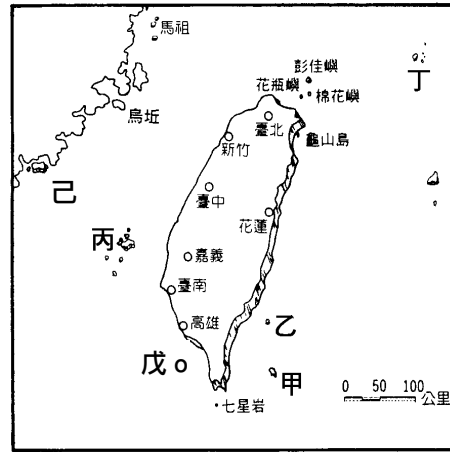 馬祖
烏坵
彭佳嶼
花瓶嶼
棉花嶼
丁
臺北
龜山島
新竹
己
臺中
花蓮
丙
嘉義
臺南
乙
高雄
戊
甲
七星岩
0 50 100 公里